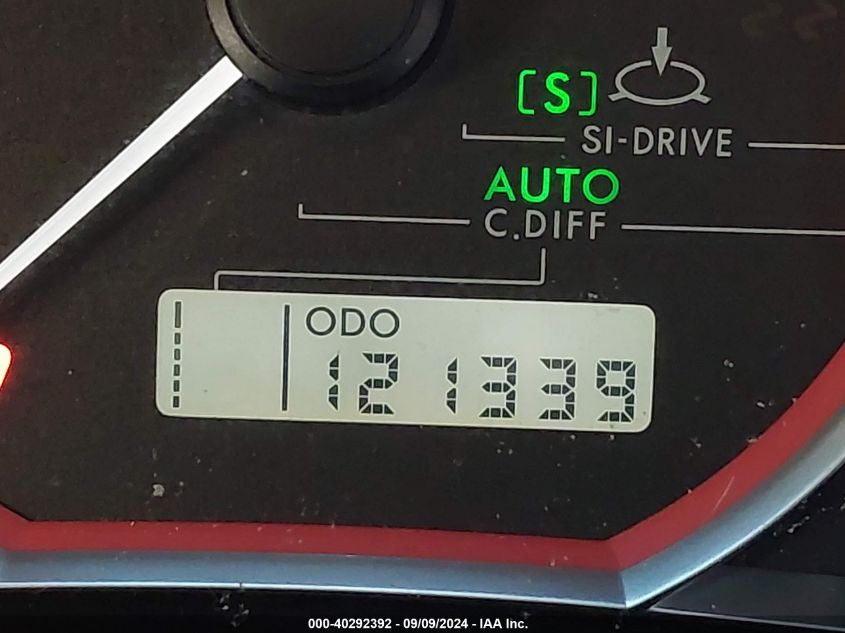 [S]
SI-DRIVE
AUTO
C.DIFF
ODO
121339
000-40292392 - 09/09/2024 - IAA Inc.